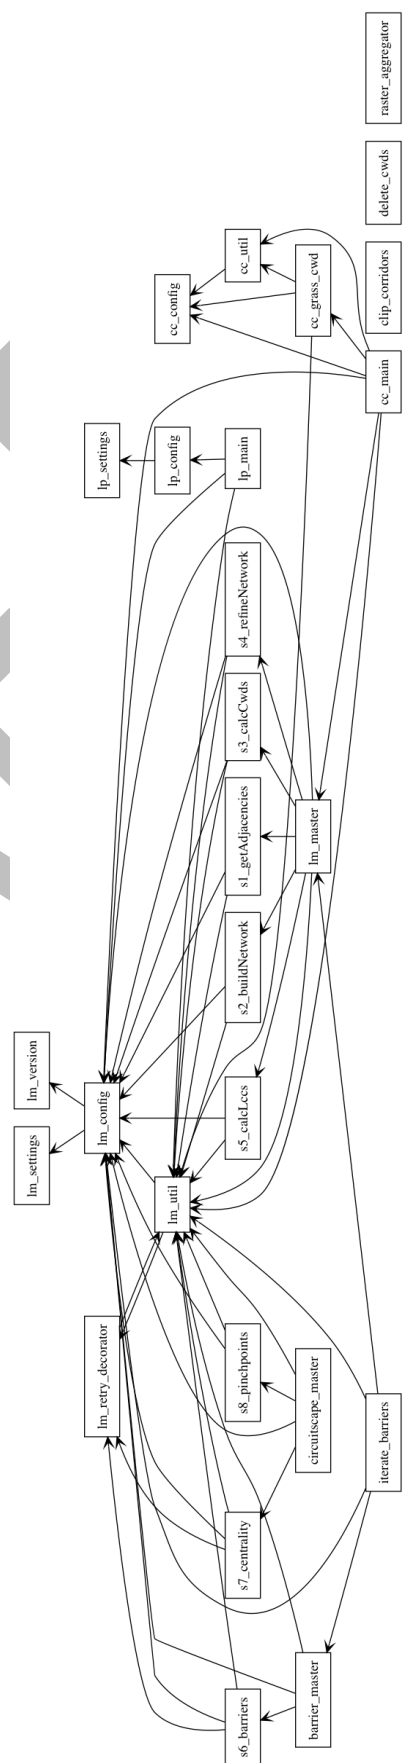 lm_settings
lm_version
lm_retry_decorator
lm_config
lp_settings
lm_util
lp_config
cc_config
s6_barriers
s7_centrality
s8_pinchpoints
s5_calcLccs
s2_buildNetwork
s1_getAdjacencies
s3_calcCwds
s4_refineNetwork
lp_main
cc_util
barrier_master
circuitscape_master
lm_master
cc_grass_cwd
iterate_barriers
cc_main
clip_corridors
delete_cwds
raster_aggregator